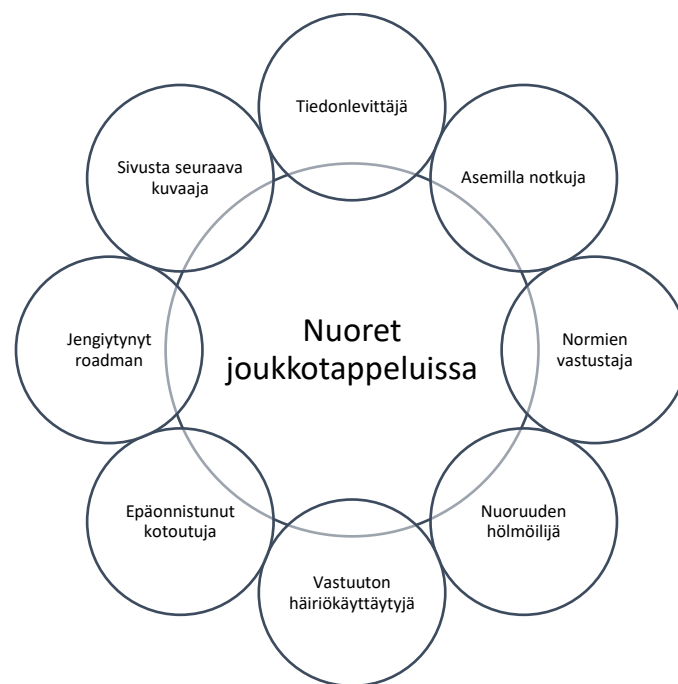 Tiedonlevittäjä
Asemilla notkuja
Normien
vastustaja
Nuoruuden
hölmöilijä
Vastuuton
häiriökäyttäytyjä
Epäonnistunut
kotoutuja
Jengiytynyt
roadman
Sivusta seuraava
kuvaaja
Nuoret
joukkotappeluissa